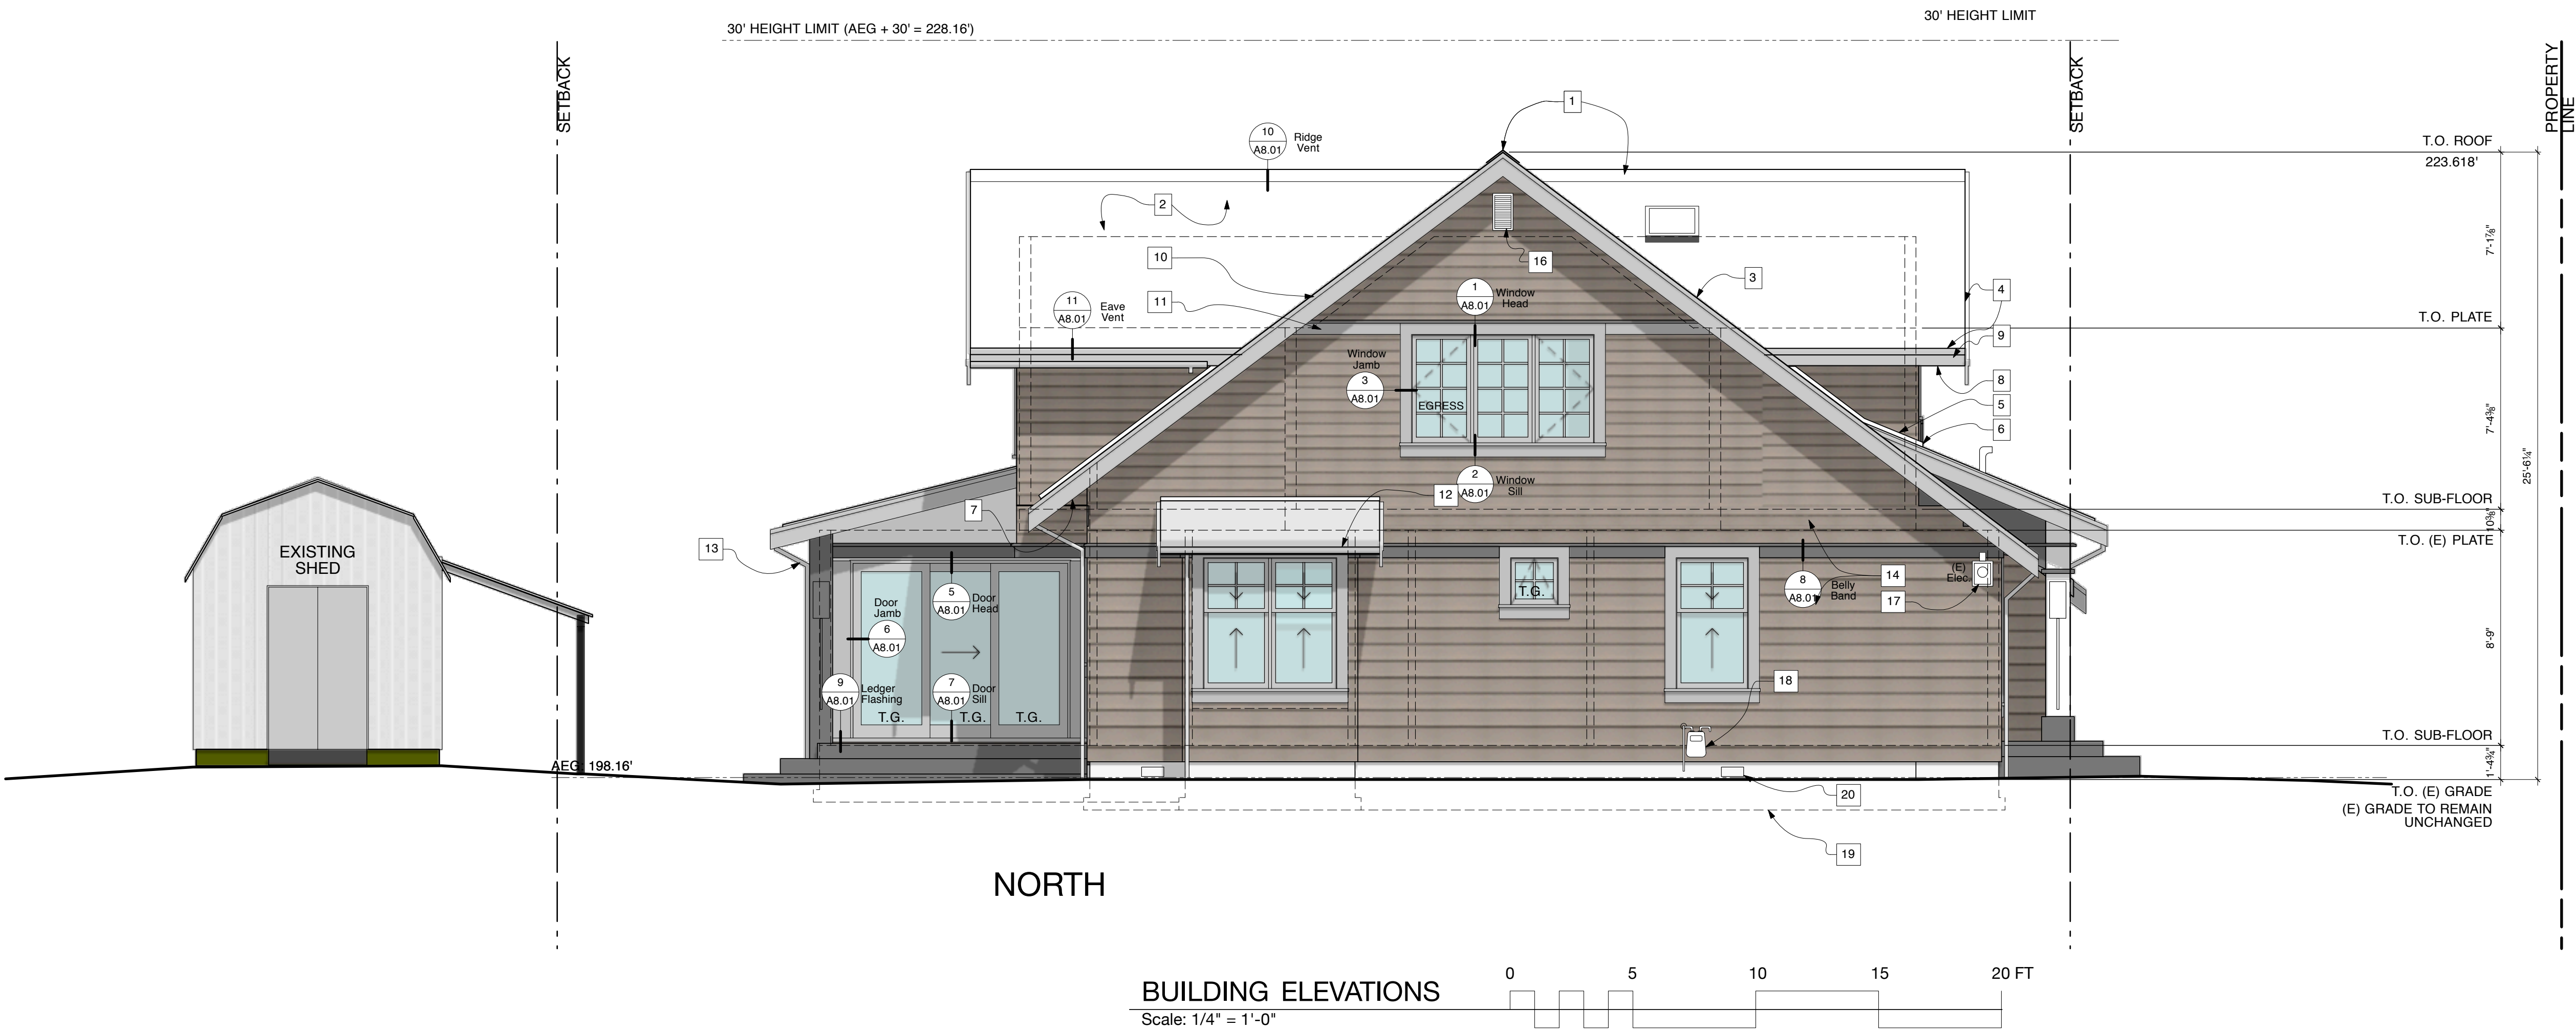 30' HEIGHT LIMIT
30' HEIGHT LIMIT (AEG + 30' = 228.16')
SETBACK
SETBACK
PROPERTY
LINE
1
10
A8.01
Ridge
Vent
T.O. ROOF
223.618'
2
10
16
3
7'-1⅞"
11
A8.01
Eave
Vent
11
1
A8.01
Window
Head
4
T.O. PLATE
9
Window
Jamb
3
A8.01
EGRESS
8
5
6
7'-4⅜"
25'-6¼"
2
A8.01
Window
Sill
12
7
T.O. SUB-FLOOR
10⅜"
T.O. (E) PLATE
13
EXISTING
SHED
14
(E)
Elec.
17
8
A8.01
Belly
Band
T.G.
5
A8.01
Door
Head
Door
Jamb
6
A8.01
8'-9"
9
A8.01
Ledger
Flashing
7
A8.01
Door
Sill
T.G.
T.G.
T.G.
18
T.O. SUB-FLOOR
1'-4¾"
AEG: 198.16'
20
T.O. (E) GRADE
(E) GRADE TO REMAIN
UNCHANGED
19
NORTH
BUILDING ELEVATIONS
Scale: 1/4" = 1'-0"
0 5 10 15 20 FT